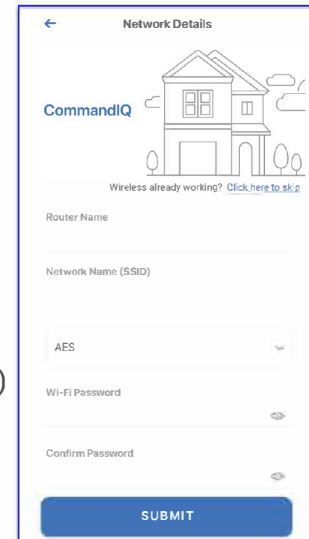 Network Details
CommandIQ
Wireless already working? Click here to skip
Router Name
Network Name (SSID)
AES
)
Wi-Fi Password
Confirm Password
SUBMIT